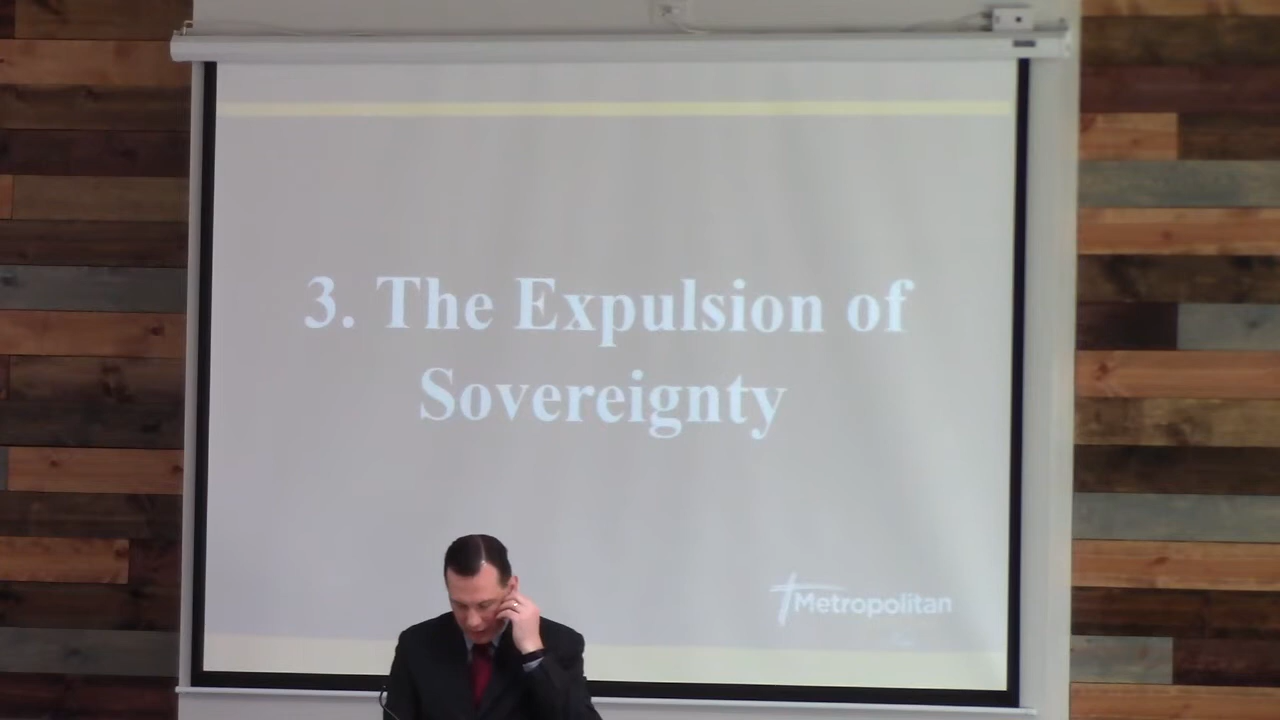 3. The Expulsion of
Sovereignty
Metropolitan